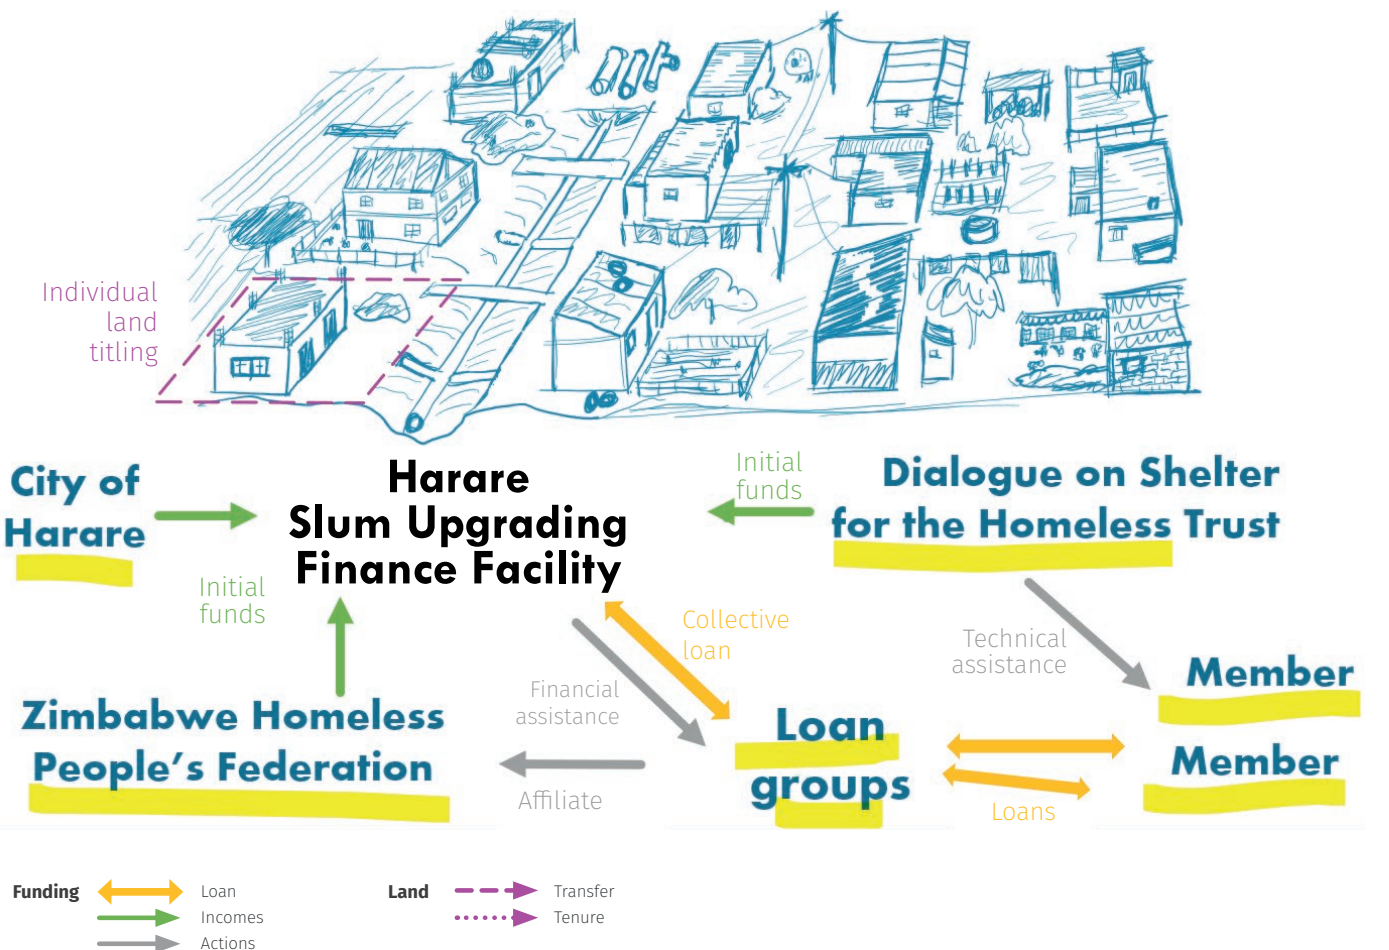 Individual
land
titling
City of
Harare
Harare
Slum Upgrading
Finance Facility
Initial
funds
Dialogue on Shelter
for the Homeless Trust
Initial
funds
Collective
loan
Technical
assistance
Financial
assistance
Member
Zimbabwe Homeless
People's Federation
Loan
groups
Member
Affiliate
Loans
Funding
Loan
Incomes
Actions
Land
Transfer
Tenure